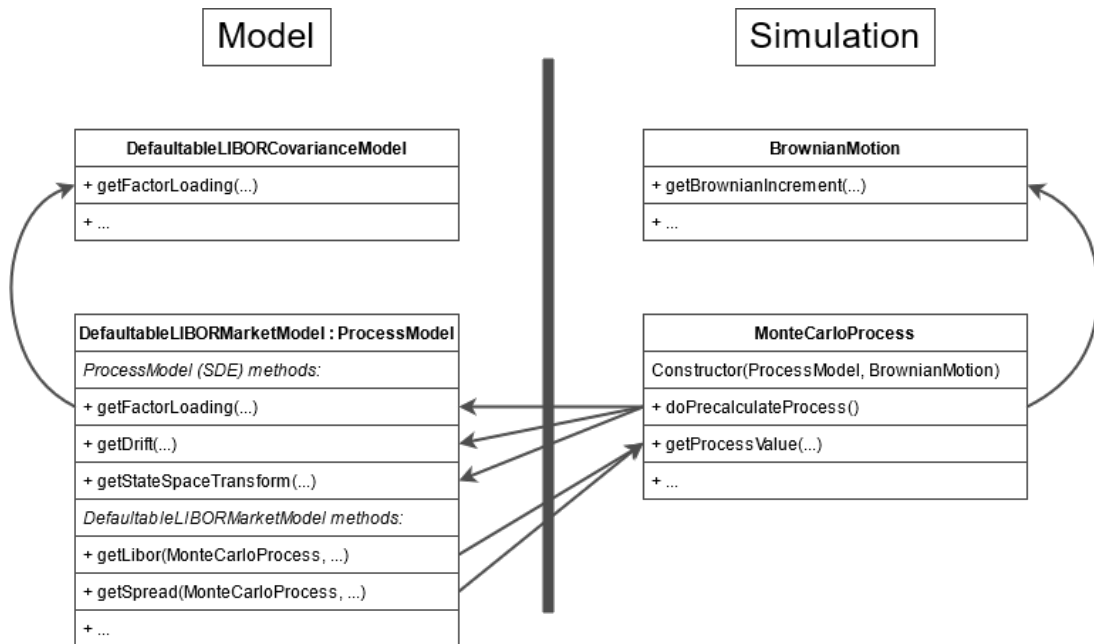 Model
Simulation
DefaultableLIBORCovarianceModel
+ getFactorLoading(...)
+ ...
BrownianMotion
+ getBrownianIncrement(...)
+ ...
DefaultableLIBORMarketModel : ProcessModel
ProcessModel (SDE) methods:
+ getFactorLoading(...)
+ getDrift(...)
+ getStateSpaceTransform(...)
DefaultableLIBORMarketModel methods:
+ getLibor(MonteCarloProcess, ...)
+ getSpread(MonteCarloProcess, ...)
+ ...
MonteCarloProcess
Constructor(ProcessModel, BrownianMotion)
+ doPrecalculateProcess()
+ getProcessValue(...)
+ ...